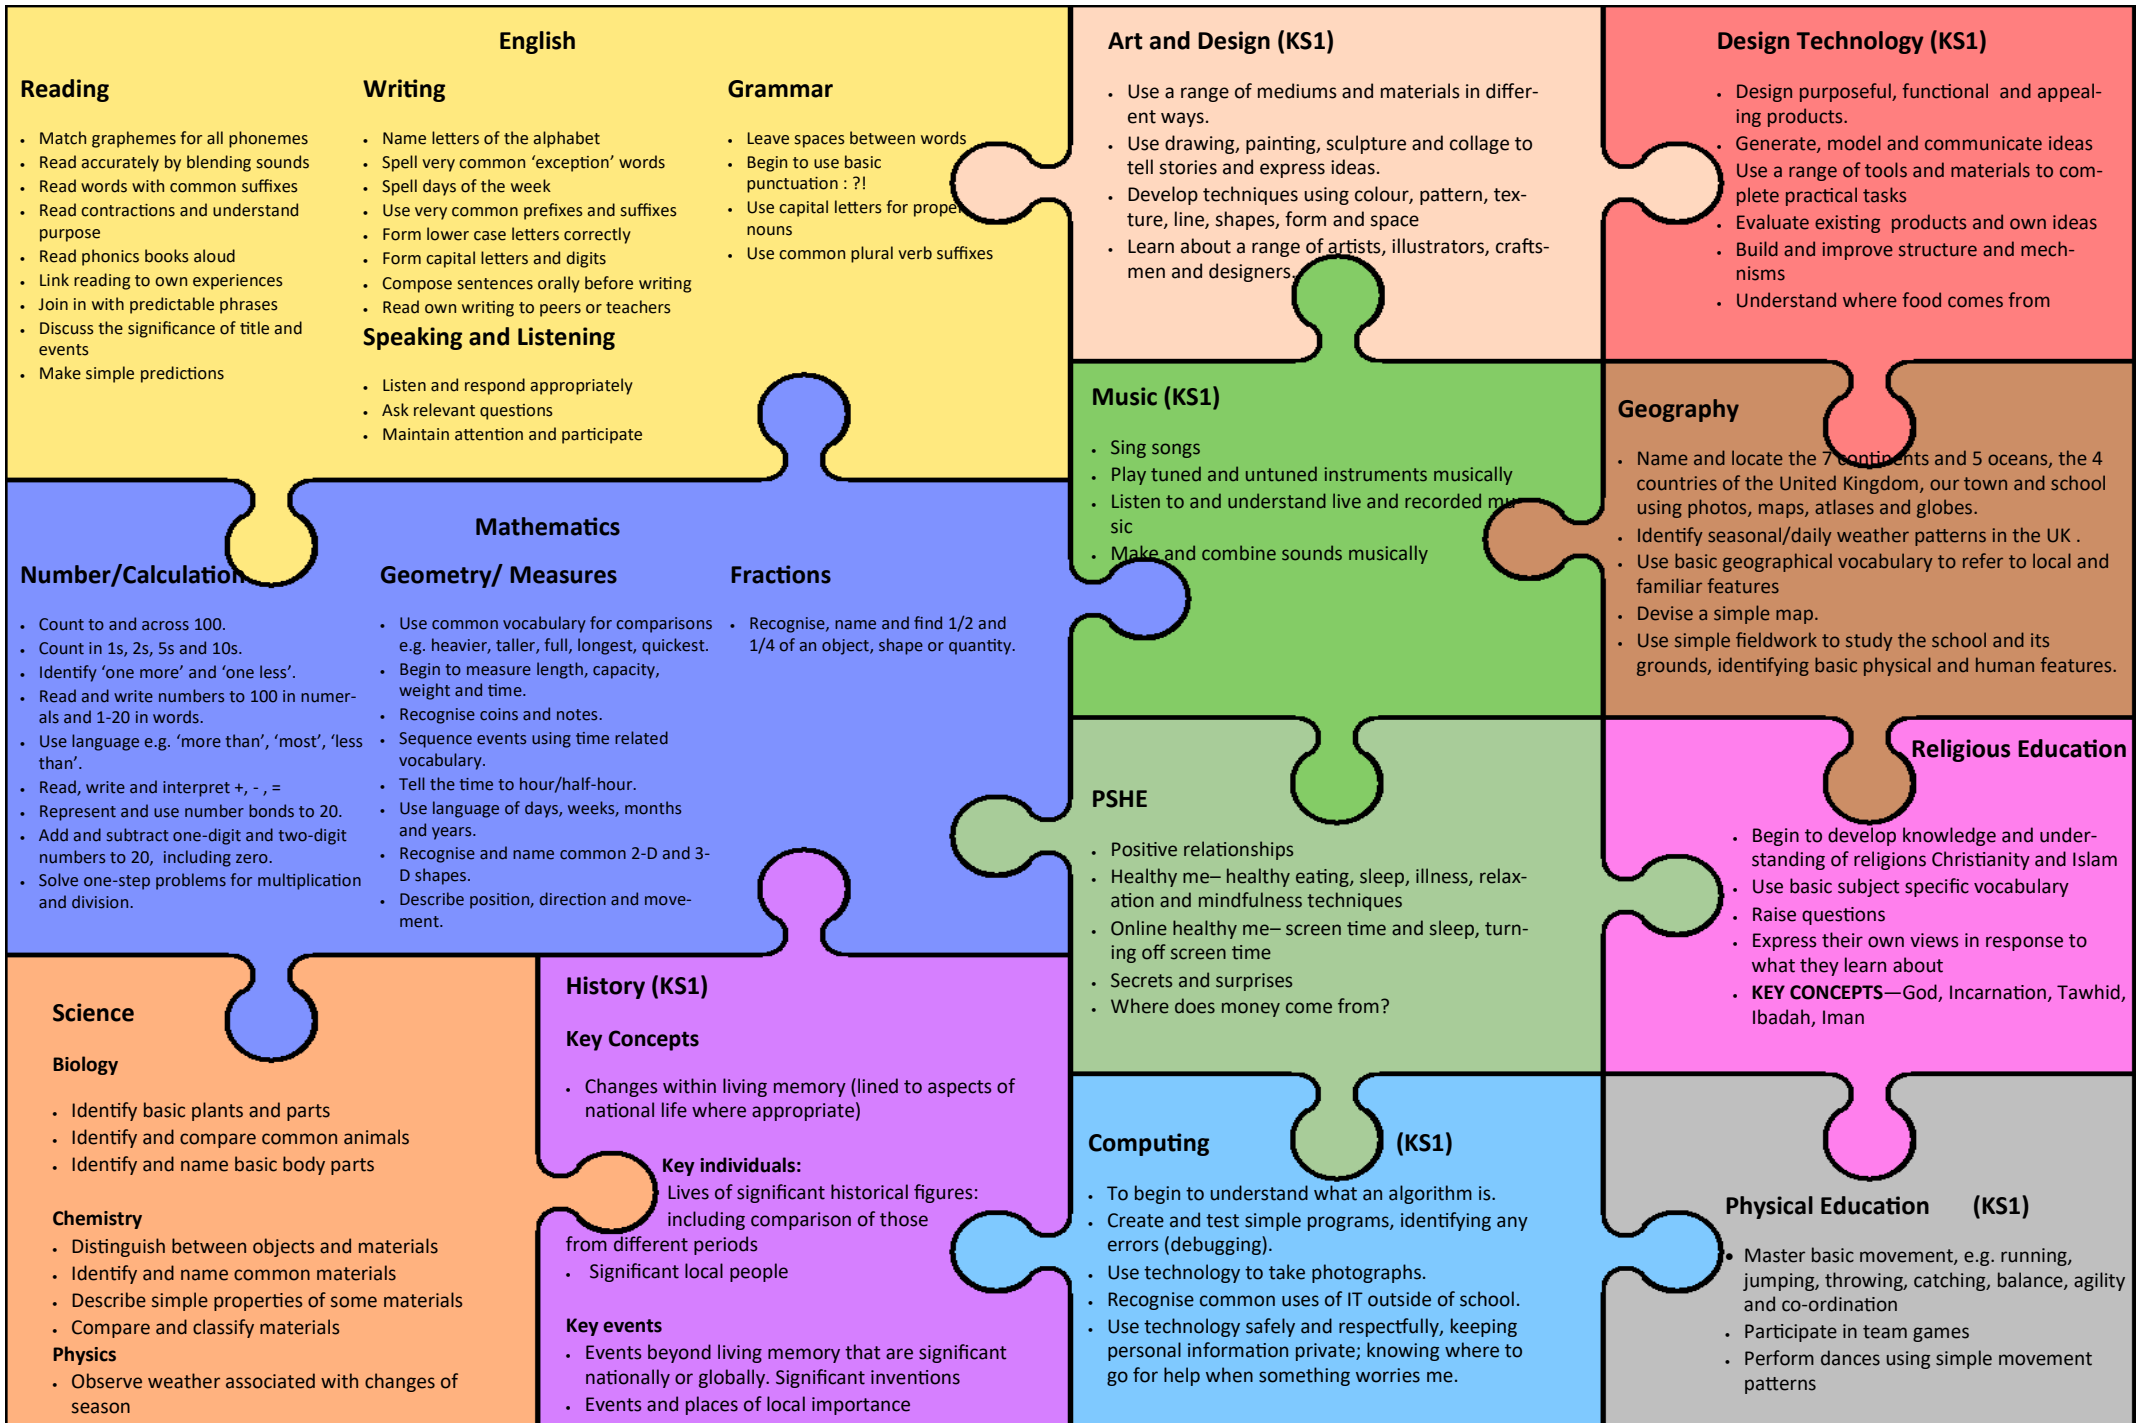 English
Reading
• Match graphemes for all phonemes
• Read accurately by blending sounds
• Read words with common suffixes
• Read contractions and understand
purpose
• Read phonics books aloud
• Link reading to own experiences
• Join in with predictable phrases
• Discuss the significance of title and
events
• Make simple predictions
Writing
• Name letters of the alphabet
• Spell very common ‘exception’ words
• Spell days of the week
• Use very common prefixes and suffixes
• Form lower case letters correctly
• Form capital letters and digits
• Compose sentences orally before writing
• Read own writing to peers or teachers
Speaking and Listening
• Listen and respond appropriately
• Ask relevant questions
• Maintain attention and participate
Grammar
• Leave spaces between words
• Begin to use basic
punctuation : ?!
• Use capital letters for proper
nouns
• Use common plural verb suffixes
Art and Design (KS1)
• Use a range of mediums and materials in differ-
ent ways.
• Use drawing, painting, sculpture and collage to
tell stories and express ideas.
• Develop techniques using colour, pattern, tex-
ture, line, shapes, form and space
• Learn about a range of artists, illustrators, crafts-
men and designers.
Design Technology (KS1)
• Design purposeful, functional and appeal-
ing products.
• Generate, model and communicate ideas
• Use a range of tools and materials to com-
plete practical tasks
• Evaluate existing products and own ideas
• Build and improve structure and mech-
nisms
• Understand where food comes from
Mathematics
Number/Calculation
• Count to and across 100.
• Count in 1s, 2s, 5s and 10s.
• Identify ‘one more’ and ‘one less’.
• Read and write numbers to 100 in numer-
als and 1-20 in words.
• Use language e.g. ‘more than’, ‘most’, ‘less
than’.
• Read, write and interpret +, - , =
• Represent and use number bonds to 20.
• Add and subtract one-digit and two-digit
numbers to 20, including zero.
• Solve one-step problems for multiplication
and division.
Geometry/ Measures
• Use common vocabulary for comparisons
e.g. heavier, taller, full, longest, quickest.
• Begin to measure length, capacity,
weight and time.
• Recognise coins and notes.
• Sequence events using time related
vocabulary.
• Tell the time to hour/half-hour.
• Use language of days, weeks, months
and years.
• Recognise and name common 2-D and 3-
D shapes.
• Describe position, direction and move-
ment.
Fractions
• Recognise, name and find 1/2 and
1/4 of an object, shape or quantity.
Music (KS1)
• Sing songs
• Play tuned and untuned instruments musically
• Listen to and understand live and recorded mu
sic
• Make and combine sounds musically
Geography
• Name and locate the 7 continents and 5 oceans, the 4
countries of the United Kingdom, our town and school
using photos, maps, atlases and globes.
• Identify seasonal/daily weather patterns in the UK .
• Use basic geographical vocabulary to refer to local and
familiar features
• Devise a simple map.
• Use simple fieldwork to study the school and its
grounds, identifying basic physical and human features.
PSHE
• Positive relationships
• Healthy me– healthy eating, sleep, illness, relax-
ation and mindfulness techniques
• Online healthy me– screen time and sleep, turn-
ing off screen time
• Secrets and surprises
• Where does money come from?
Religious Education
• Begin to develop knowledge and under-
standing of religions Christianity and Islam
• Use basic subject specific vocabulary
• Raise questions
• Express their own views in response to
what they learn about
• KEY CONCEPTS—God, Incarnation, Tawhid,
Ibadah, Iman
Science
Biology
• Identify basic plants and parts
• Identify and compare common animals
• Identify and name basic body parts
Chemistry
• Distinguish between objects and materials
• Identify and name common materials
• Describe simple properties of some materials
• Compare and classify materials
Physics
• Observe weather associated with changes of
season
History (KS1)
Key Concepts
• Changes within living memory (lined to aspects of
national life where appropriate)
Key individuals:
Lives of significant historical figures:
including comparison of those
from different periods
• Significant local people
Key events
• Events beyond living memory that are significant
nationally or globally. Significant inventions
• Events and places of local importance
Computing (KS1)
• To begin to understand what an algorithm is.
• Create and test simple programs, identifying any
errors (debugging).
• Use technology to take photographs.
• Recognise common uses of IT outside of school.
• Use technology safely and respectfully, keeping
personal information private; knowing where to
go for help when something worries me.
Physical Education (KS1)
• Master basic movement, e.g. running,
jumping, throwing, catching, balance, agility
and co-ordination
• Participate in team games
• Perform dances using simple movement
patterns